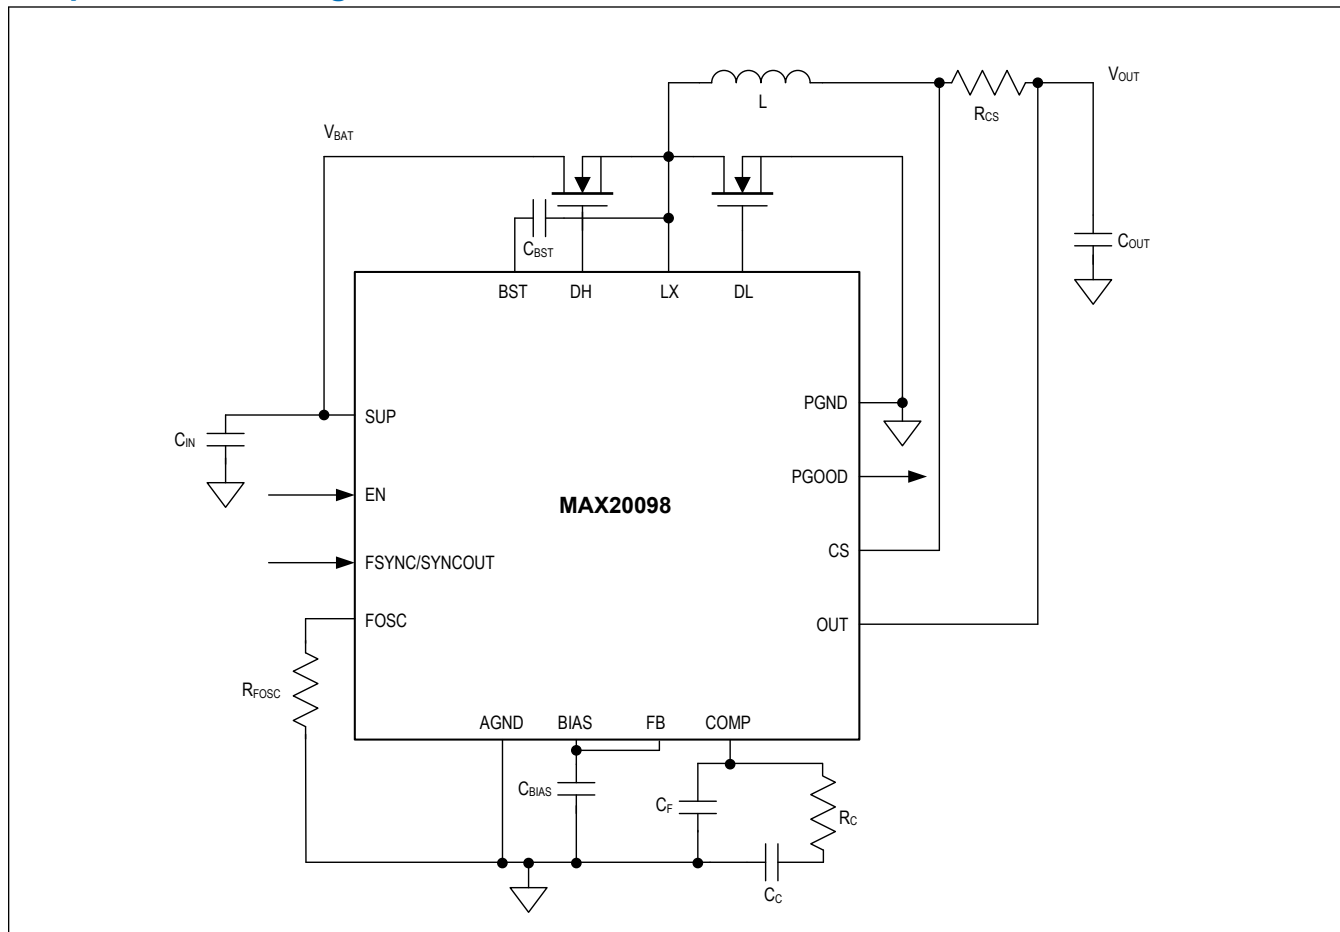 L
RCS
VOUT
VBAT
CBST
COUT
BST
DH
LX
DL
SUP
PGND
CIN
PGOOD
EN
MAX20098
CS
FSYNC/SYNCOUT
FOSC
OUT
RFOSC
AGND
BIAS
FB
COMP
CBIAS
CF
RC
CC